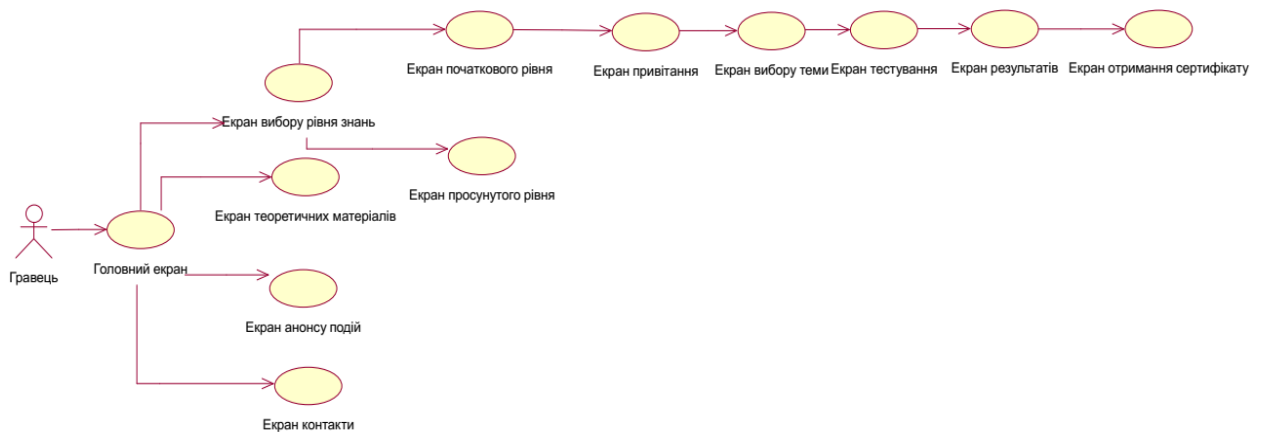 Екран початкового рівня
Екран привітання
Екран вибору теми
Екран тестування
Екран результатів
Екран отримання сертифікату
Екран вибору рівня знань
Екран просунутого рівня
Екран теоретичних матеріалів
Гравець
Головний екран
Екран анонсу подій
Екран контакти